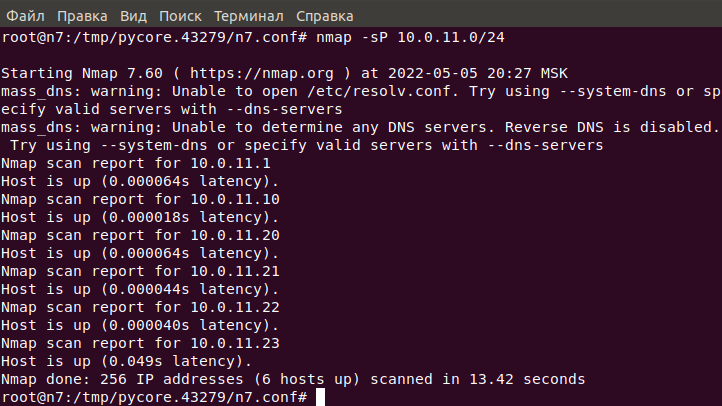 Файл Правка Вид Поиск Терминал Справка
root@n7:/tmp/pycore.43279/n7.conf# nmap -sP 10.0.11.0/24

Starting Nmap 7.60 ( https://nmap.org ) at 2022-05-05 20:27 MSK
mass_dns: warning: Unable to open /etc/resolv.conf. Try using --system-dns or sp
ecify valid servers with --dns-servers
mass_dns: warning: Unable to determine any DNS servers. Reverse DNS is disabled.
 Try using --system-dns or specify valid servers with --dns-servers
Nmap scan report for 10.0.11.1
Host is up (0.000064s latency).
Nmap scan report for 10.0.11.10
Host is up (0.000018s latency).
Nmap scan report for 10.0.11.20
Host is up (0.000064s latency).
Nmap scan report for 10.0.11.21
Host is up (0.000044s latency).
Nmap scan report for 10.0.11.22
Host is up (0.000040s latency).
Nmap scan report for 10.0.11.23
Host is up (0.049s latency).
Nmap done: 256 IP addresses (6 hosts up) scanned in 13.42 seconds
root@n7:/tmp/pycore.43279/n7.conf#